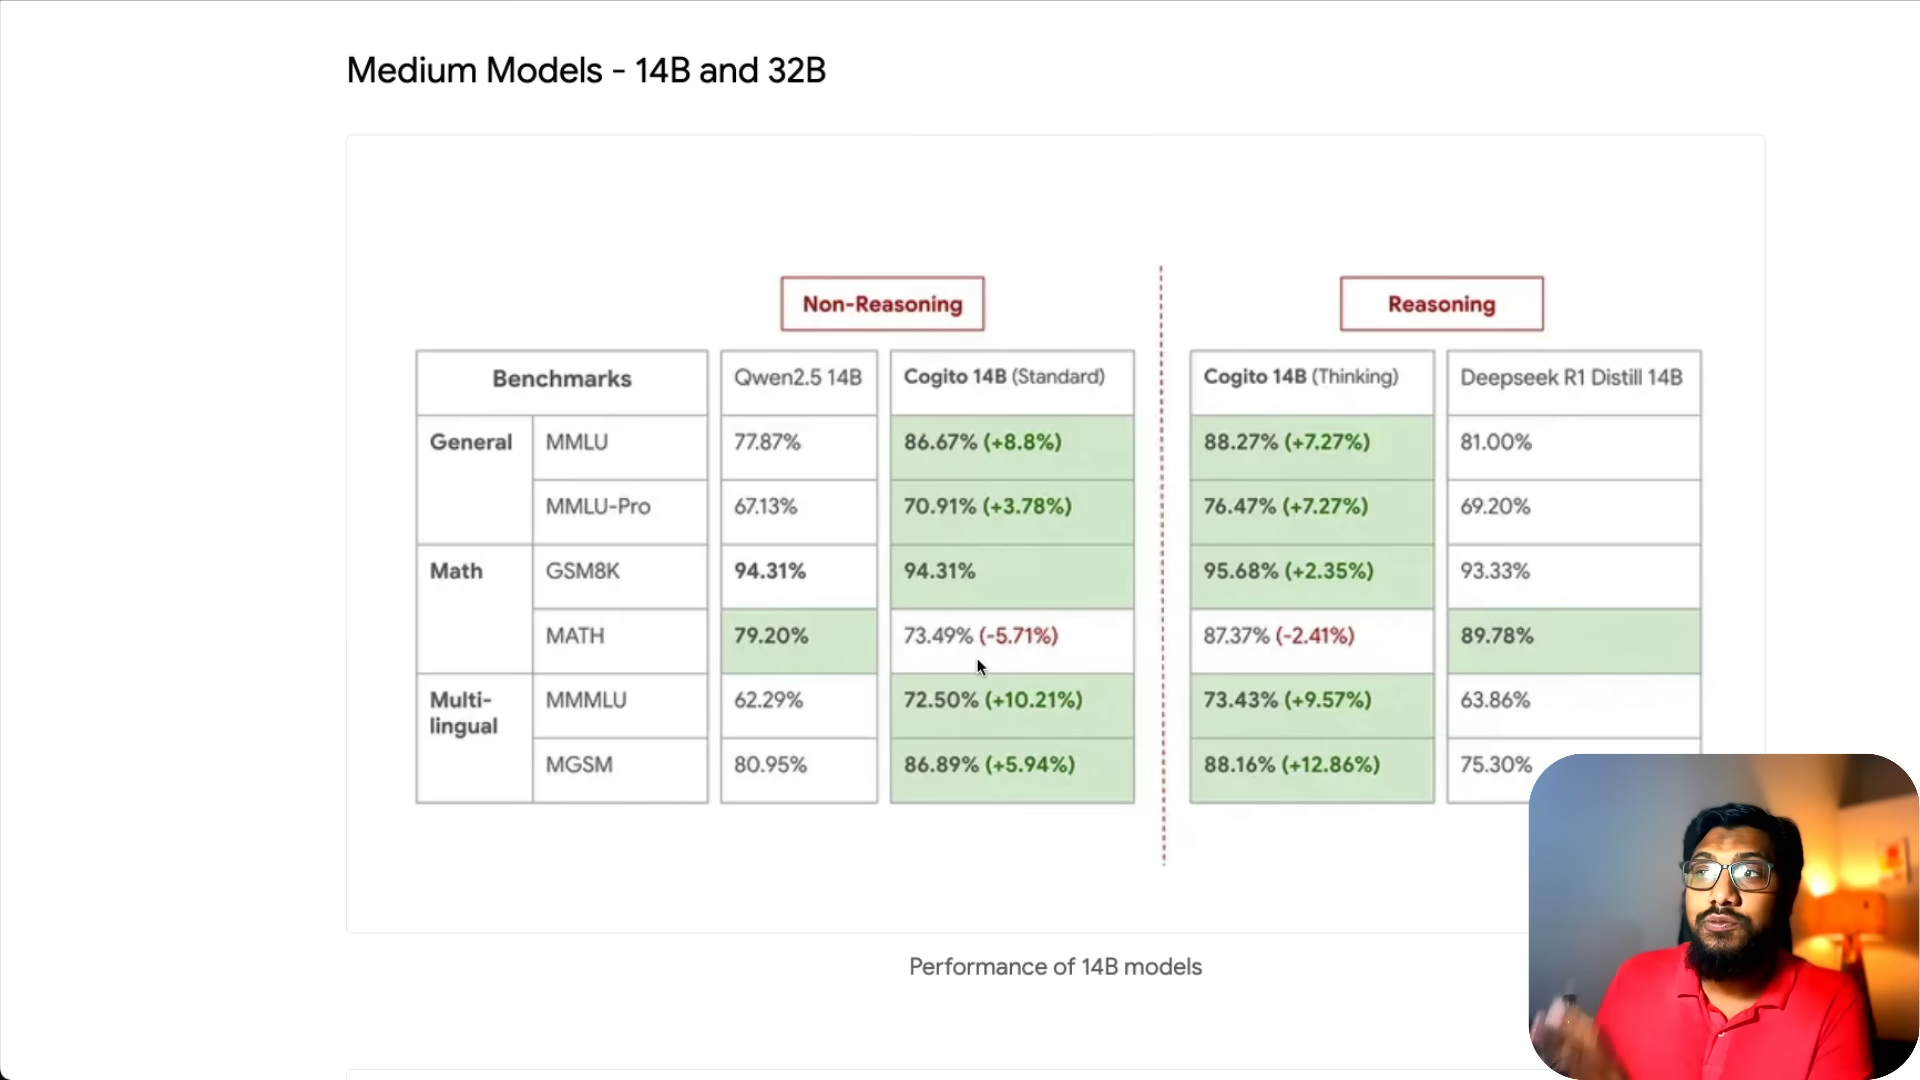 Medium Models - 14B and 32B
Non-Reasoning
Reasoning
Benchmarks Qwen2.5 14B Cogito 14B (Standard) Cogito 14B (Thinking) Deepseek R1 Distill 14B
General MMLU 77.87% 86.67% (+8.8%) 88.27% (+7.27%) 81.00%
MMLU-Pro 67.13% 70.91% (+3.78%) 76.47% (+7.27%) 69.20%
Math GSM8K 94.31% 94.31% 95.68% (+2.35%) 93.33%
MATH 79.20% 73.49% (-5.71%) 87.37% (-2.41%) 89.78%
Multi- MMMLU 62.29% 72.50% (+10.21%) 73.43% (+9.57%) 63.86%
lingual
MGSM 80.95% 86.89% (+5.94%) 88.16% (+12.86%) 75.30%
Performance of 14B models